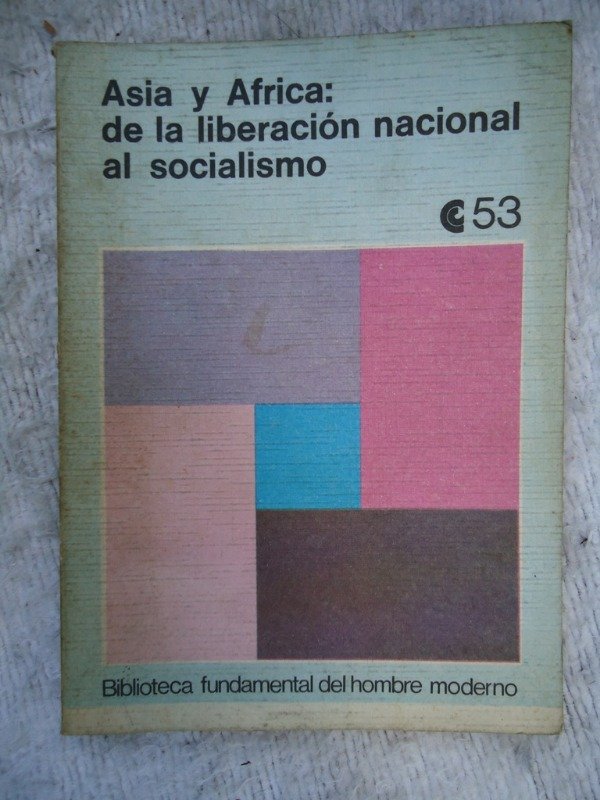 Asia y Africa:
de la liberación nacional
al socialismo
53
Biblioteca fundamental del hombre moderno